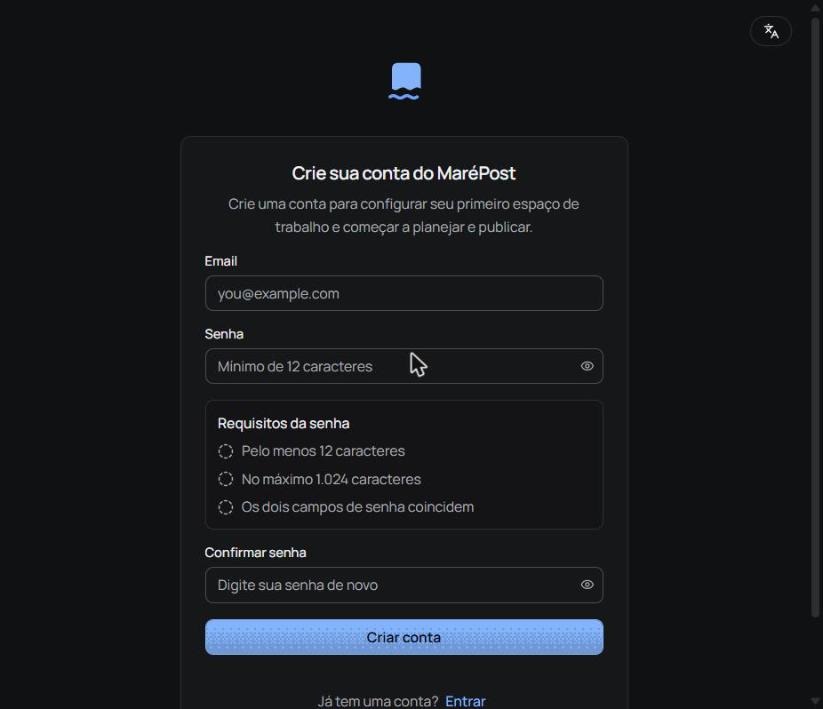 Crie sua conta do MaréPost
Crie uma conta para configurar seu primeiro espaço de
trabalho e começar a planejar e publicar.
Email
you@example.com
Senha
Mínimo de 12 caracteres
Requisitos da senha
Pelo menos 12 caracteres
No máximo 1.024 caracteres
Os dois campos de senha coincidem
Confirmar senha
Digite sua senha de novo
Criar conta
Já tem uma conta? Entrar